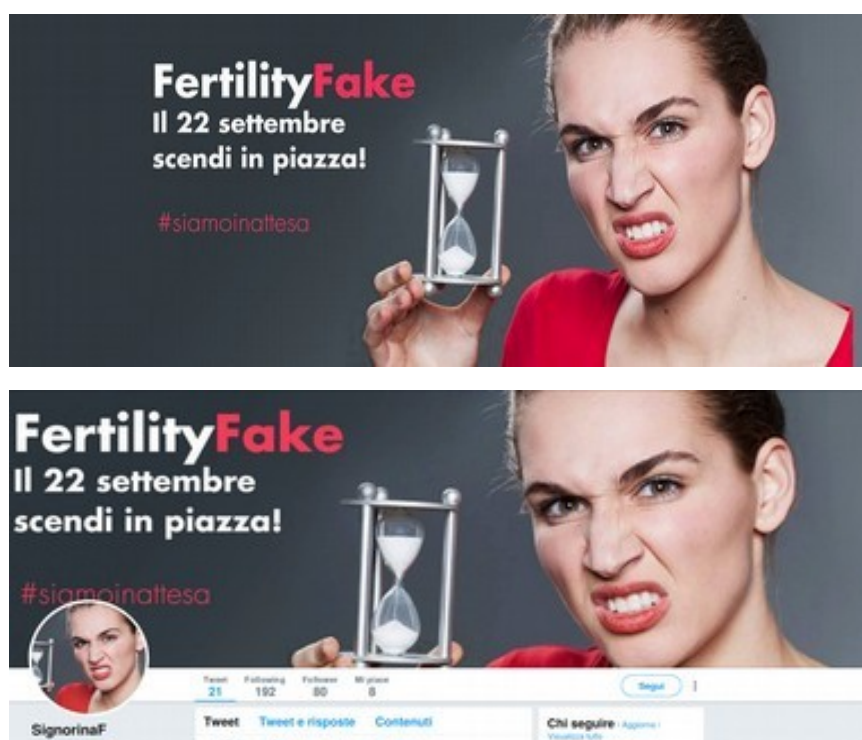 FertilityFake
Il 22 settembre
scendi in piazza!
#siamoinattesa
FertilityFake
Il 22 settembre
scendi in piazza!
#siamoinattesa
Tweet Following Follower Mi piace
21 192 80 8
Segui
SignorinaF
Tweet Tweet e risposte Contenuti
Chi seguire · Aggiorna ·
Visualizza tutto